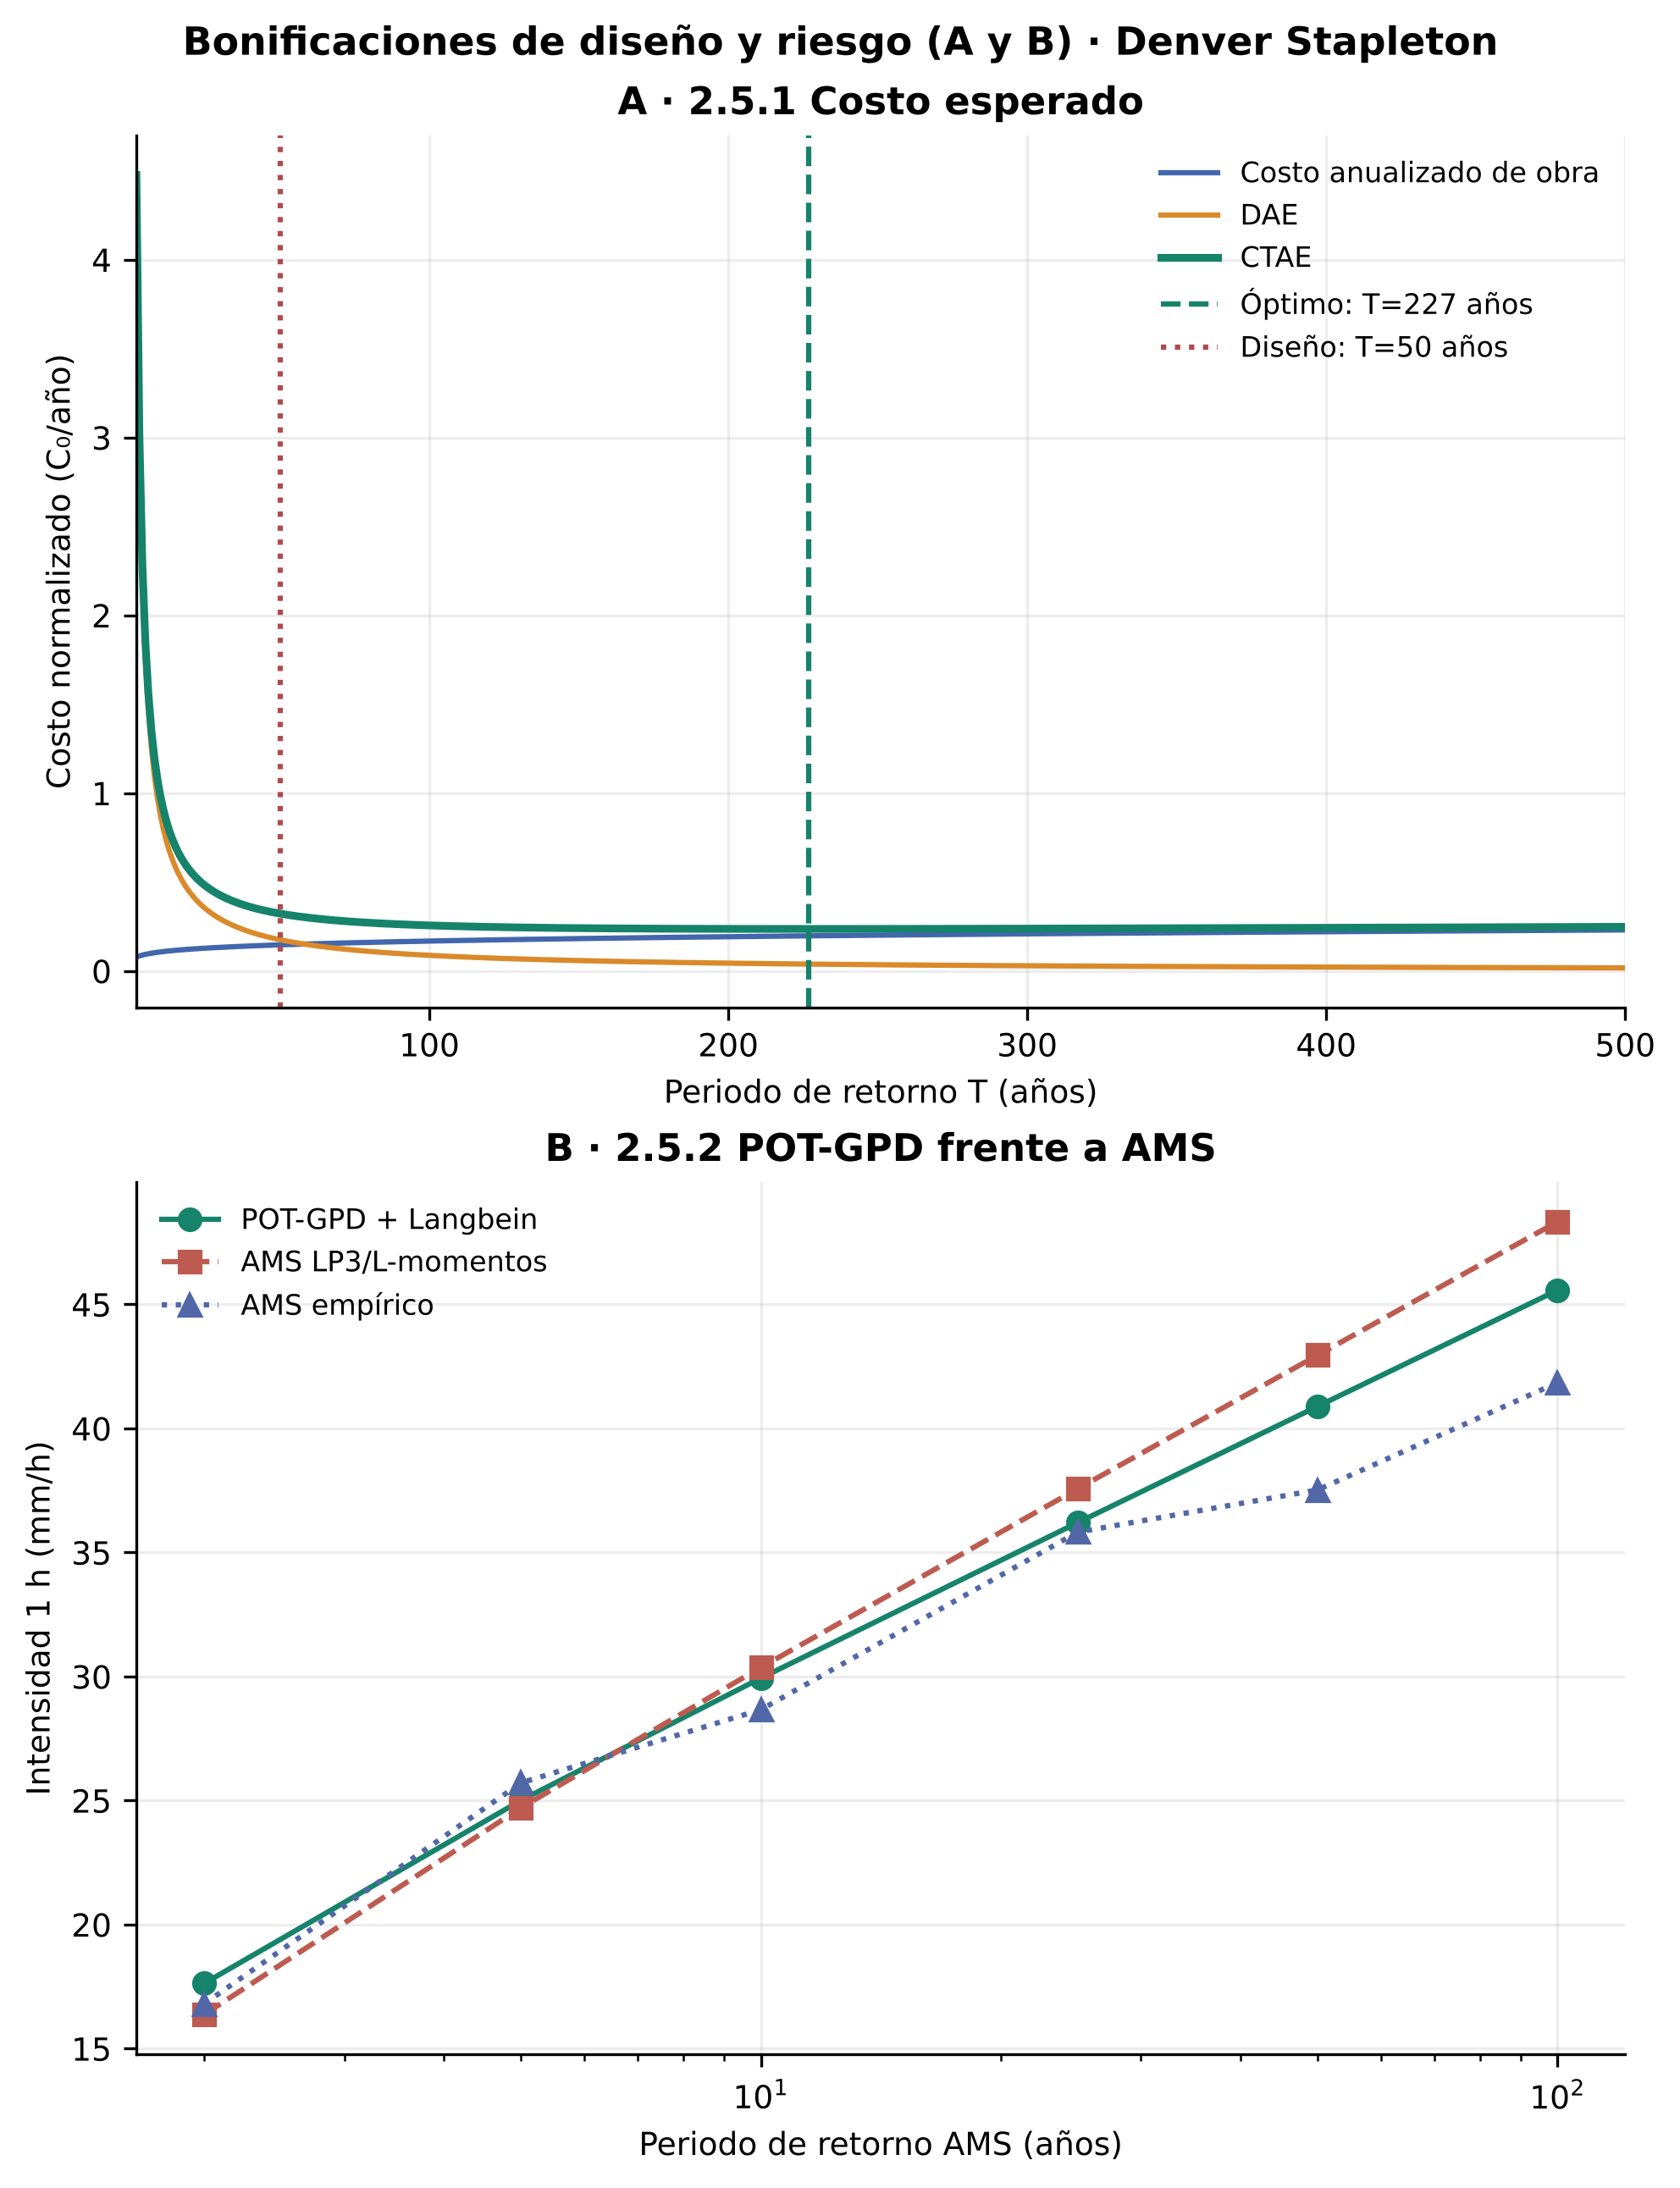 Bonificaciones de diseño y riesgo (A y B) · Denver Stapleton
A · 2.5.1 Costo esperado
Costo anualizado de obra
DAE
CTAE
Óptimo: T=227 años
Diseño: T=50 años
Costo normalizado (C₀/año)
4
3
2
1
0
100
200
300
400
500
Periodo de retorno T (años)
B · 2.5.2 POT-GPD frente a AMS
POT-GPD + Langbein
AMS LP3/L-momentos
AMS empírico
Intensidad 1 h (mm/h)
45
40
35
30
25
20
15
10¹
10²
Periodo de retorno AMS (años)